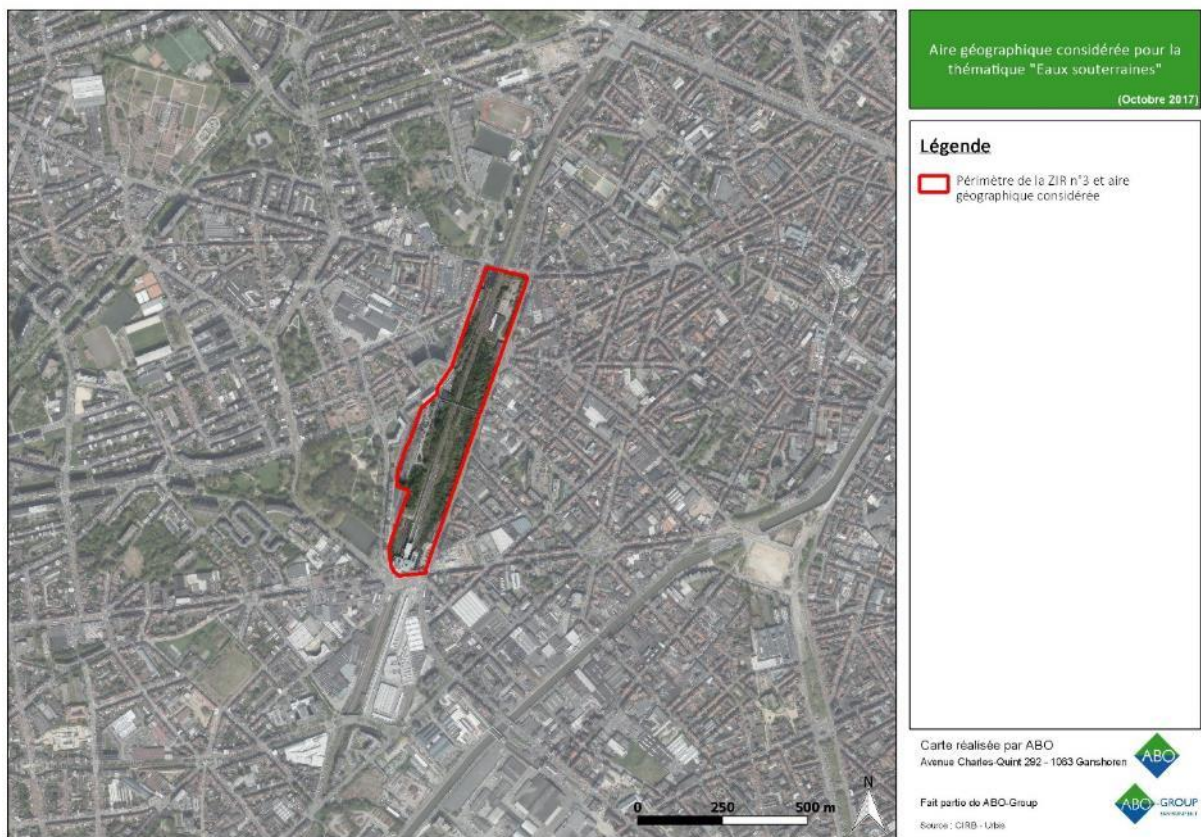 Aire géographique considérée pour la
thématique "Eaux souterraines"
(Octobre 2017)
Légende
Périmètre de la ZIR n°3 et aire
géographique considérée
N
0 250 500 m
Carte réalisée par ABO
Avenue Charles-Quint 292 - 1083 Ganshoren
ABO
Fait partie de ABO-Group
ABO-GROUP
Source : CIRB - Urbis